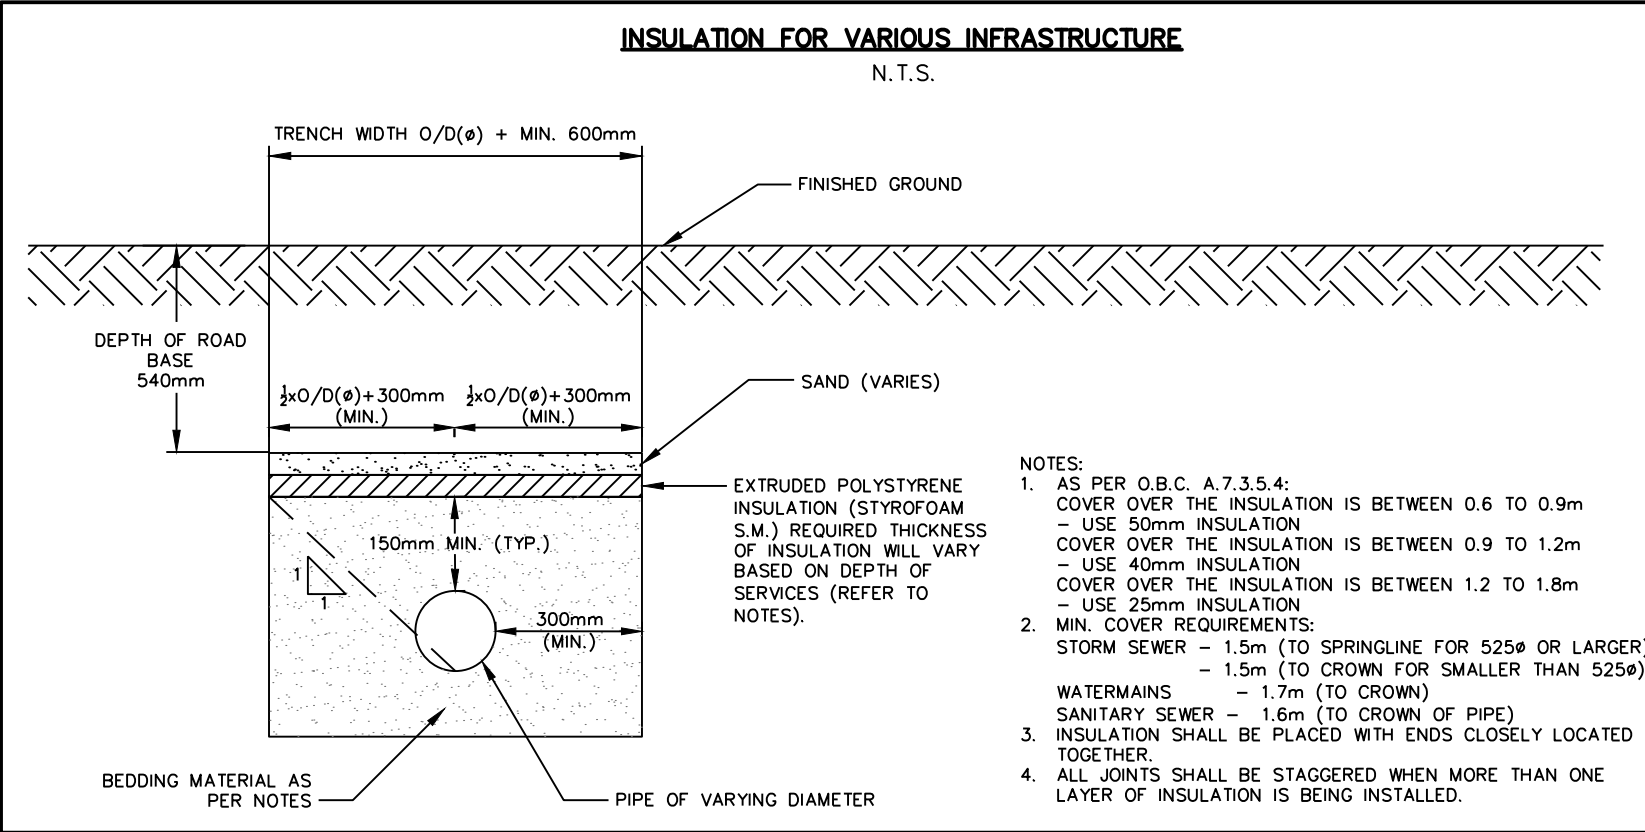 INSULATION FOR VARIOUS INFRASTRUCTURE
N.T.S.
TRENCH WIDTH O/D(ø) + MIN. 600mm
FINISHED GROUND
DEPTH OF ROAD
BASE
540mm
½xO/D(ø)+300mm
(MIN.)
½xO/D(ø)+300mm
(MIN.)
SAND (VARIES)
EXTRUDED POLYSTYRENE
INSULATION (STYROFOAM
S.M.) REQUIRED THICKNESS
OF INSULATION WILL VARY
BASED ON DEPTH OF
SERVICES (REFER TO
NOTES).
150mm MIN. (TYP.)
1
1
300mm
(MIN.)
BEDDING MATERIAL AS
PER NOTES
PIPE OF VARYING DIAMETER
NOTES:
1. AS PER O.B.C. A.7.3.5.4:
COVER OVER THE INSULATION IS BETWEEN 0.6 TO 0.9m
– USE 50mm INSULATION
COVER OVER THE INSULATION IS BETWEEN 0.9 TO 1.2m
– USE 40mm INSULATION
COVER OVER THE INSULATION IS BETWEEN 1.2 TO 1.8m
– USE 25mm INSULATION
2. MIN. COVER REQUIREMENTS:
STORM SEWER – 1.5m (TO SPRINGLINE FOR 525ø OR LARGER)
– 1.5m (TO CROWN FOR SMALLER THAN 525ø)
WATERMAINS – 1.7m (TO CROWN)
SANITARY SEWER – 1.6m (TO CROWN OF PIPE)
3. INSULATION SHALL BE PLACED WITH ENDS CLOSELY LOCATED
TOGETHER.
4. ALL JOINTS SHALL BE STAGGERED WHEN MORE THAN ONE
LAYER OF INSULATION IS BEING INSTALLED.